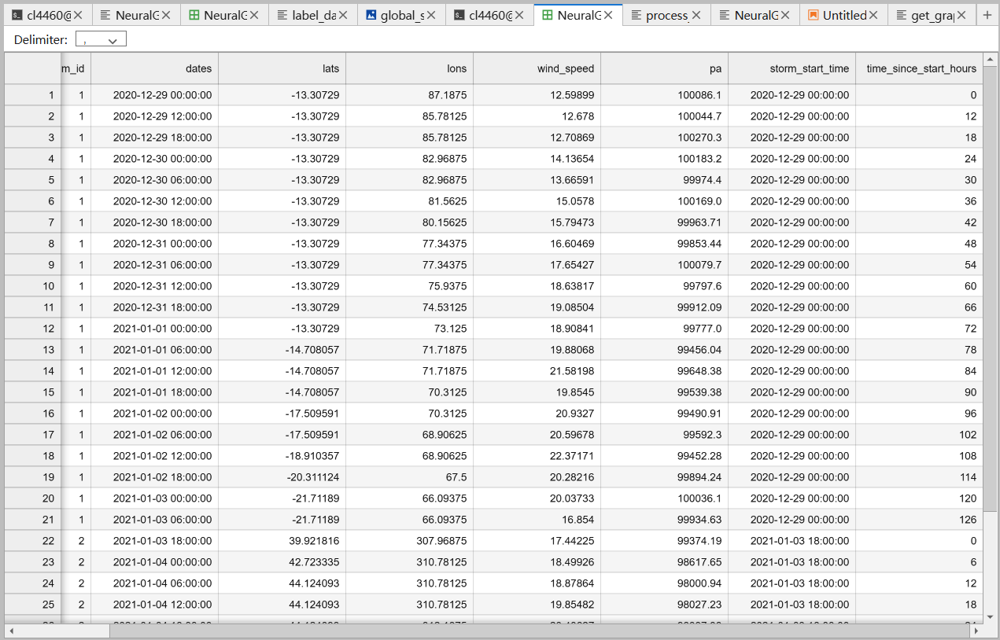 cl4460@ NeuralG NeuralG label_da global_s cl4460@ NeuralG process_ NeuralG Untitled get_gra
Delimiter: ,
m_id dates lats lons wind_speed pa storm_start_time time_since_start_hours
1 1 2020-12-29 00:00:00 -13.30729 87.1875 12.59899 100086.1 2020-12-29 00:00:00 0
2 1 2020-12-29 12:00:00 -13.30729 85.78125 12.678 100044.7 2020-12-29 00:00:00 12
3 1 2020-12-29 18:00:00 -13.30729 85.78125 12.70869 100270.3 2020-12-29 00:00:00 18
4 1 2020-12-30 00:00:00 -13.30729 82.96875 14.13654 100183.2 2020-12-29 00:00:00 24
5 1 2020-12-30 06:00:00 -13.30729 82.96875 13.66591 99974.4 2020-12-29 00:00:00 30
6 1 2020-12-30 12:00:00 -13.30729 81.5625 15.0578 100169.0 2020-12-29 00:00:00 36
7 1 2020-12-30 18:00:00 -13.30729 80.15625 15.79473 99963.71 2020-12-29 00:00:00 42
8 1 2020-12-31 00:00:00 -13.30729 77.34375 16.60469 99853.44 2020-12-29 00:00:00 48
9 1 2020-12-31 06:00:00 -13.30729 77.34375 17.65427 100079.7 2020-12-29 00:00:00 54
10 1 2020-12-31 12:00:00 -13.30729 75.9375 18.63817 99797.6 2020-12-29 00:00:00 60
11 1 2020-12-31 18:00:00 -13.30729 74.53125 19.08504 99912.09 2020-12-29 00:00:00 66
12 1 2021-01-01 00:00:00 -13.30729 73.125 18.90841 99777.0 2020-12-29 00:00:00 72
13 1 2021-01-01 06:00:00 -14.708057 71.71875 19.88068 99456.04 2020-12-29 00:00:00 78
14 1 2021-01-01 12:00:00 -14.708057 71.71875 21.58198 99648.38 2020-12-29 00:00:00 84
15 1 2021-01-01 18:00:00 -14.708057 70.3125 19.8545 99539.38 2020-12-29 00:00:00 90
16 1 2021-01-02 00:00:00 -17.509591 70.3125 20.9327 99490.91 2020-12-29 00:00:00 96
17 1 2021-01-02 06:00:00 -17.509591 68.90625 20.59678 99592.3 2020-12-29 00:00:00 102
18 1 2021-01-02 12:00:00 -18.910357 68.90625 22.37171 99452.28 2020-12-29 00:00:00 108
19 1 2021-01-02 18:00:00 -20.311124 67.5 20.28216 99894.24 2020-12-29 00:00:00 114
20 1 2021-01-03 00:00:00 -21.71189 66.09375 20.03733 100036.1 2020-12-29 00:00:00 120
21 1 2021-01-03 06:00:00 -21.71189 66.09375 16.854 99934.63 2020-12-29 00:00:00 126
22 2 2021-01-03 18:00:00 39.921816 307.96875 17.44225 99374.19 2021-01-03 18:00:00 0
23 2 2021-01-04 00:00:00 42.723335 310.78125 18.49926 98617.65 2021-01-03 18:00:00 6
24 2 2021-01-04 06:00:00 44.124093 310.78125 18.87864 98000.94 2021-01-03 18:00:00 12
25 2 2021-01-04 12:00:00 44.124093 310.78125 19.85482 98027.23 2021-01-03 18:00:00 18